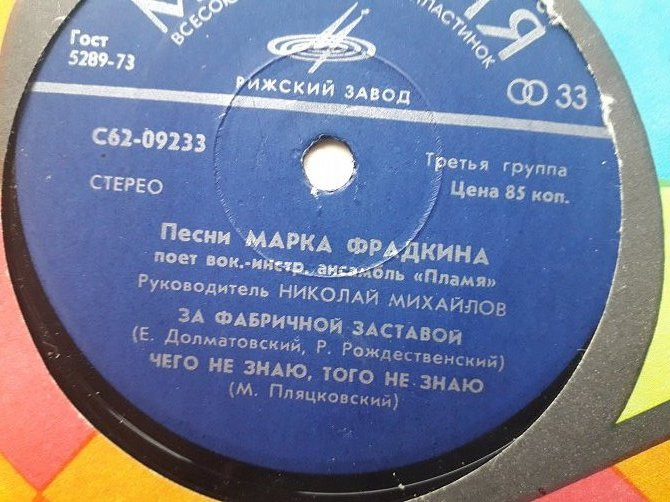 ВСЕСОЮ
ПЛАСТИНОК
Гост
5289-73
РИЖСКИЙ ЗАВОД
33
С62-09233
СТЕРЕО
Третья группа
Цена 85 коп.
Песни МАРКА ФРАДКИНА
поет вок.-инстр. ансамбль «Пламя»
Руководитель НИКОЛАЙ МИХАЙЛОВ
ЗА ФАБРИЧНОЙ ЗАСТАВОЙ
(Е. Долматовский, Р. Рождественский)
ЧЕГО НЕ ЗНАЮ, ТОГО НЕ ЗНАЮ
(М. Пляцковский)